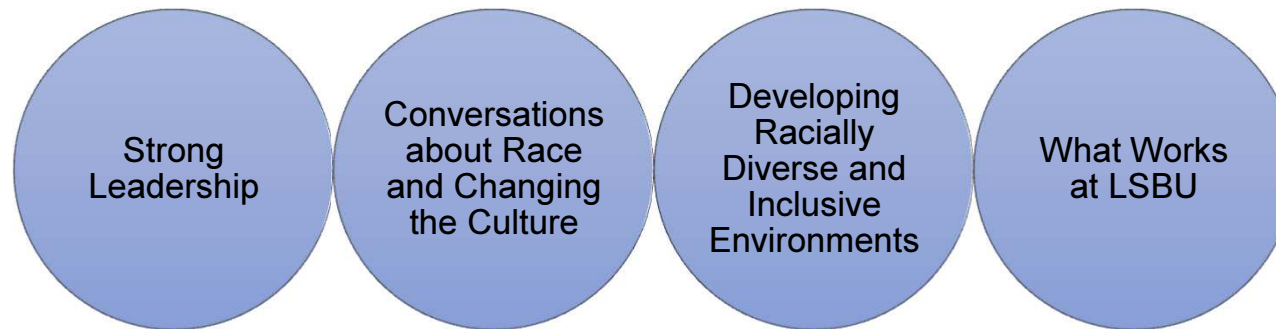 Strong
Leadership
Conversations
about Race
and Changing
the Culture
Developing
Racially
Diverse and
Inclusive
Environments
What Works
at LSBU